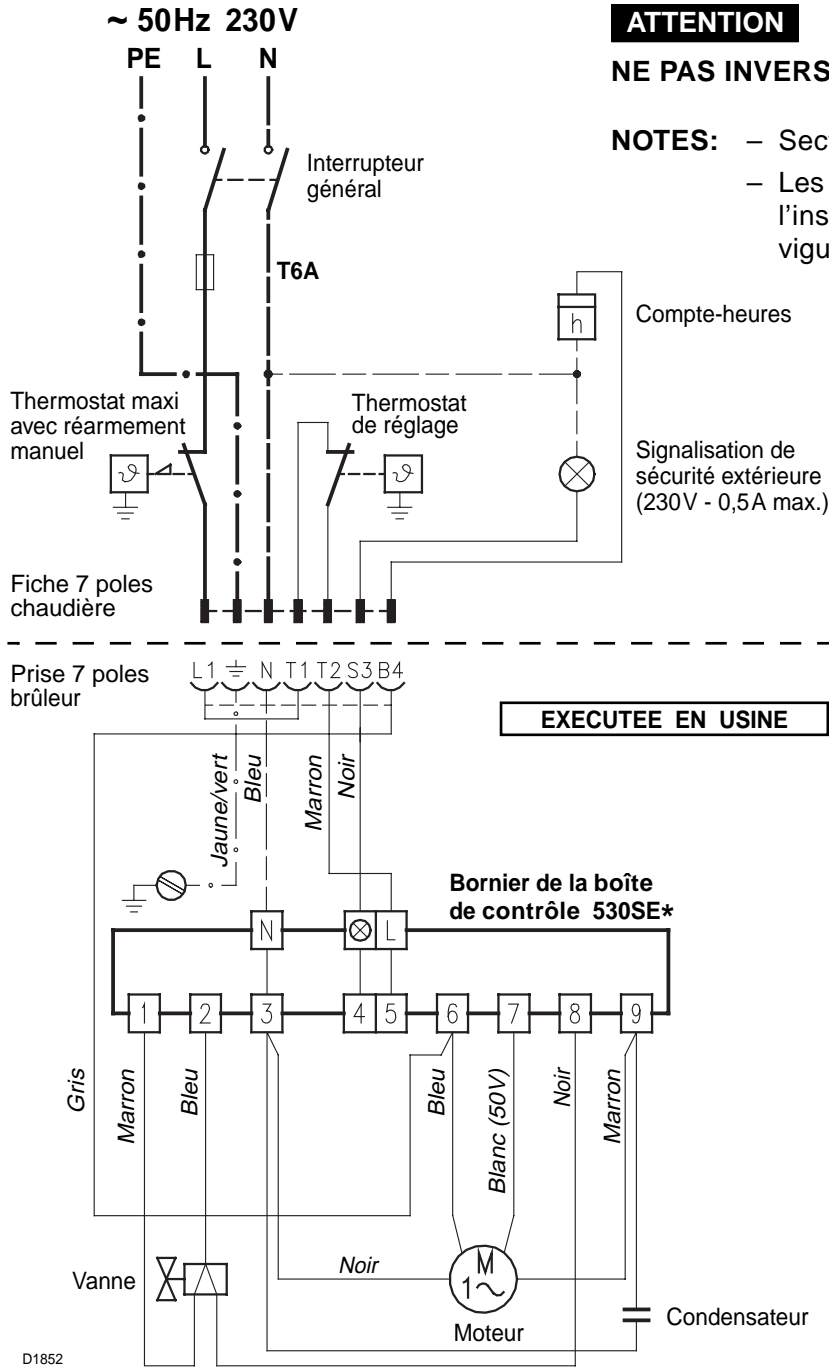 ~ 50Hz 230V
PE L N
ATTENTION
NE PAS INVERS
NOTES: – Sect
– Les
l'ins
vigu
Interrupteur
général
T6A
h
Compte-heures
Thermostat maxi
avec réarmement
manuel
Thermostat
de réglage
ϑ
ϑ
Signalisation de
sécurité extérieure
(230V - 0,5A max.)
Fiche 7 poles
chaudière
Prise 7 poles
brûleur
L1 N T1 T2 S3 B4
EXECUTEE EN USINE
Jaune/vert
Bleu
Marron
Noir
Bornier de la boîte
de contrôle 530SE*
N L
1 2 3 4 5 6 7 8 9
Gris
Marron
Bleu
Bleu
Blanc (50V)
Noir
Marron
Vanne
Noir
M
1~
Moteur
Condensateur
D1852